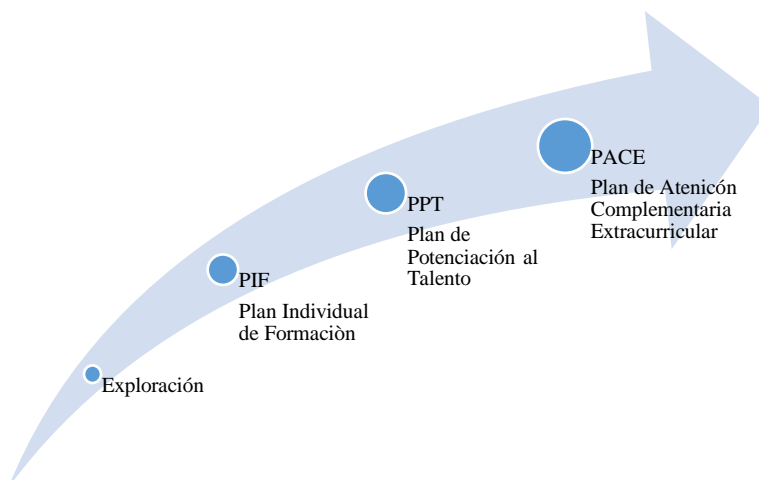 PACE
Plan de Atenicón
Complementaria
Extracurricular
PPT
Plan de
Potenciación al
Talento
PIF
Plan Individual
de Formaciòn
Exploración